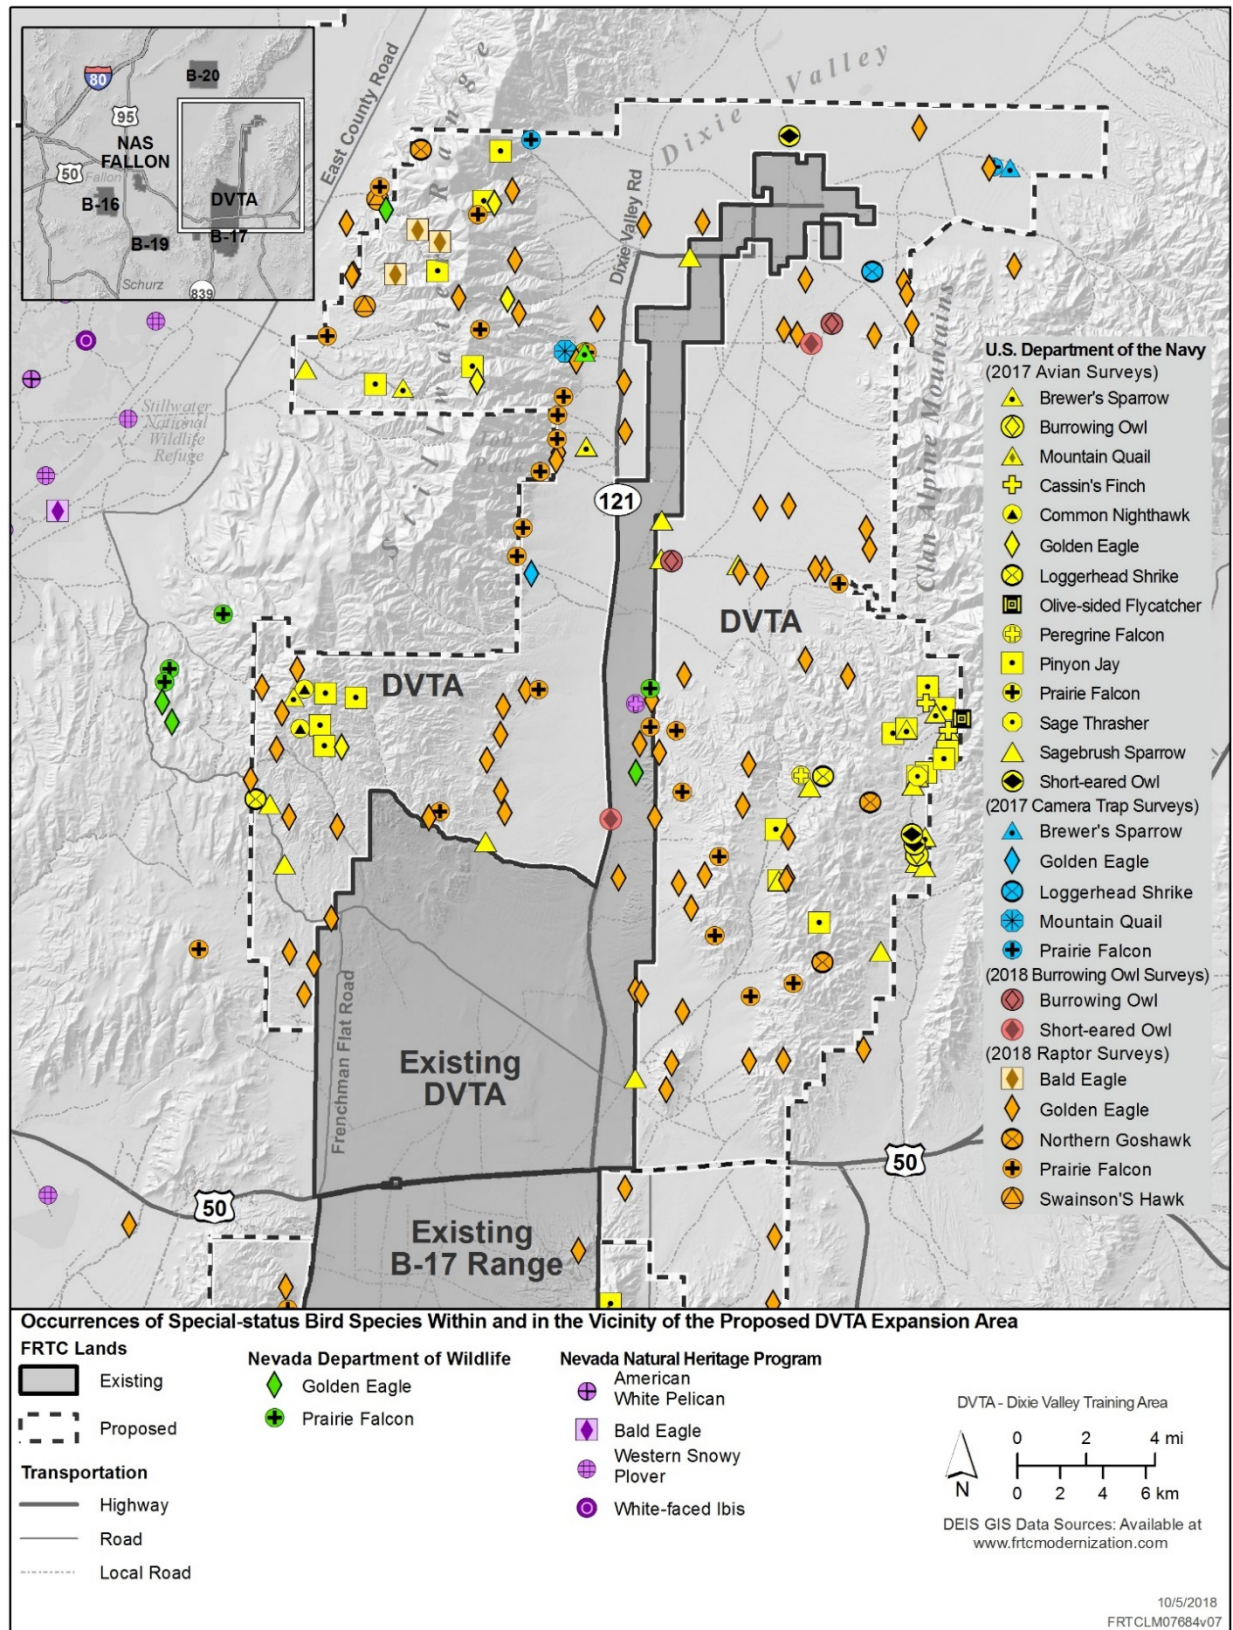 80
B-20
95
NAS
FALLON
50
Fallon
B-16
DVTA
B-19
B-17
Schurz
839
East County Road
Stillwater Range
Dixie Valley
Dixie Valley Rd
Clan Alpine Mountains
Stillwater
National
Wildlife
Refuge
Job
Peak
121
DVTA
DVTA
Frenchman Flat Road
Existing
DVTA
50
50
Existing
B-17 Range
U.S. Department of the Navy
(2017 Avian Surveys)
Brewer's Sparrow
Burrowing Owl
Mountain Quail
Cassin's Finch
Common Nighthawk
Golden Eagle
Loggerhead Shrike
Olive-sided Flycatcher
Peregrine Falcon
Pinyon Jay
Prairie Falcon
Sage Thrasher
Sagebrush Sparrow
Short-eared Owl
(2017 Camera Trap Surveys)
Brewer's Sparrow
Golden Eagle
Loggerhead Shrike
Mountain Quail
Prairie Falcon
(2018 Burrowing Owl Surveys)
Burrowing Owl
Short-eared Owl
(2018 Raptor Surveys)
Bald Eagle
Golden Eagle
Northern Goshawk
Prairie Falcon
Swainson'S Hawk
Occurrences of Special-status Bird Species Within and in the Vicinity of the Proposed DVTA Expansion Area
FRTC Lands
Existing
Proposed
Transportation
Highway
Road
Local Road
Nevada Department of Wildlife
Golden Eagle
Prairie Falcon
Nevada Natural Heritage Program
American
White Pelican
Bald Eagle
Western Snowy
Plover
White-faced Ibis
DVTA - Dixie Valley Training Area
N
0 2 4 mi
0 2 4 6 km
DEIS GIS Data Sources: Available at
www.frtcmodernization.com
10/5/2018
FRTCLM07684v07